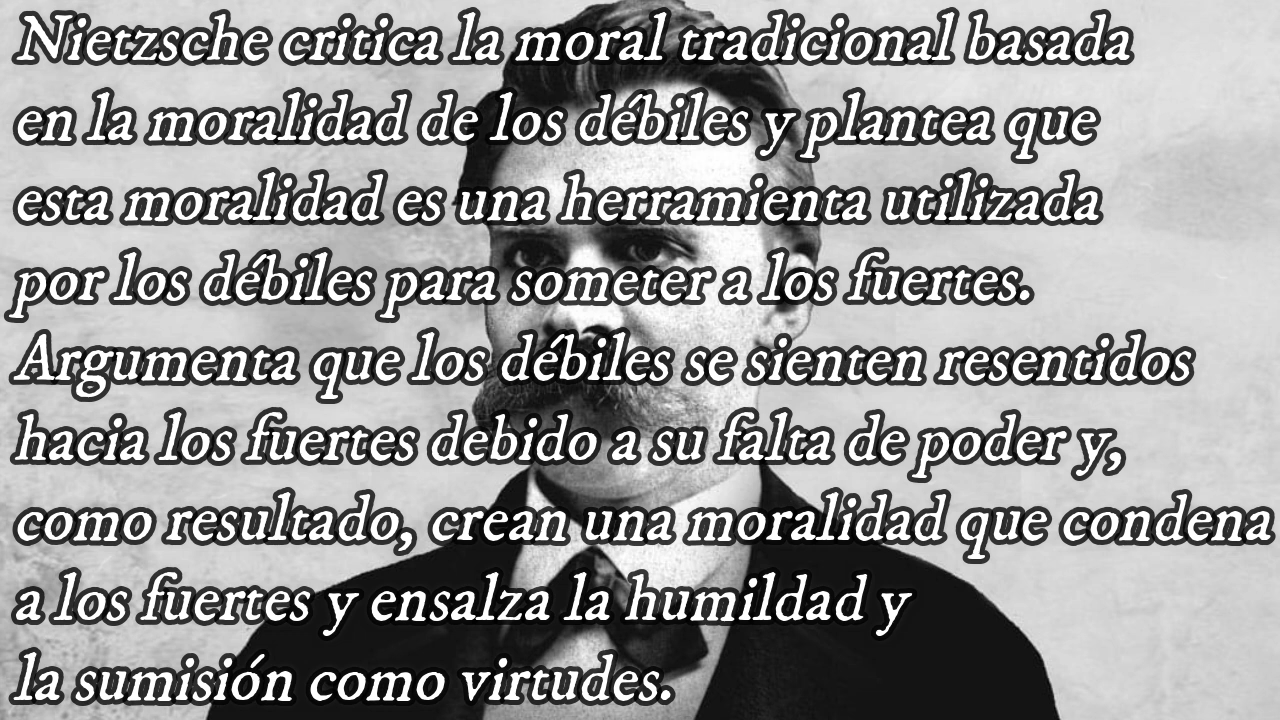 Nietzsche critica la moral tradicional basada
en la moralidad de los débiles y plantea que
esta moralidad es una herramienta utilizada
por los débiles para someter a los fuertes.
Argumenta que los débiles se sienten resentidos
hacia los fuertes debido a su falta de poder y,
como resultado, crean una moralidad que condena
a los fuertes y ensalza la humildad y
la sumisión como virtudes.